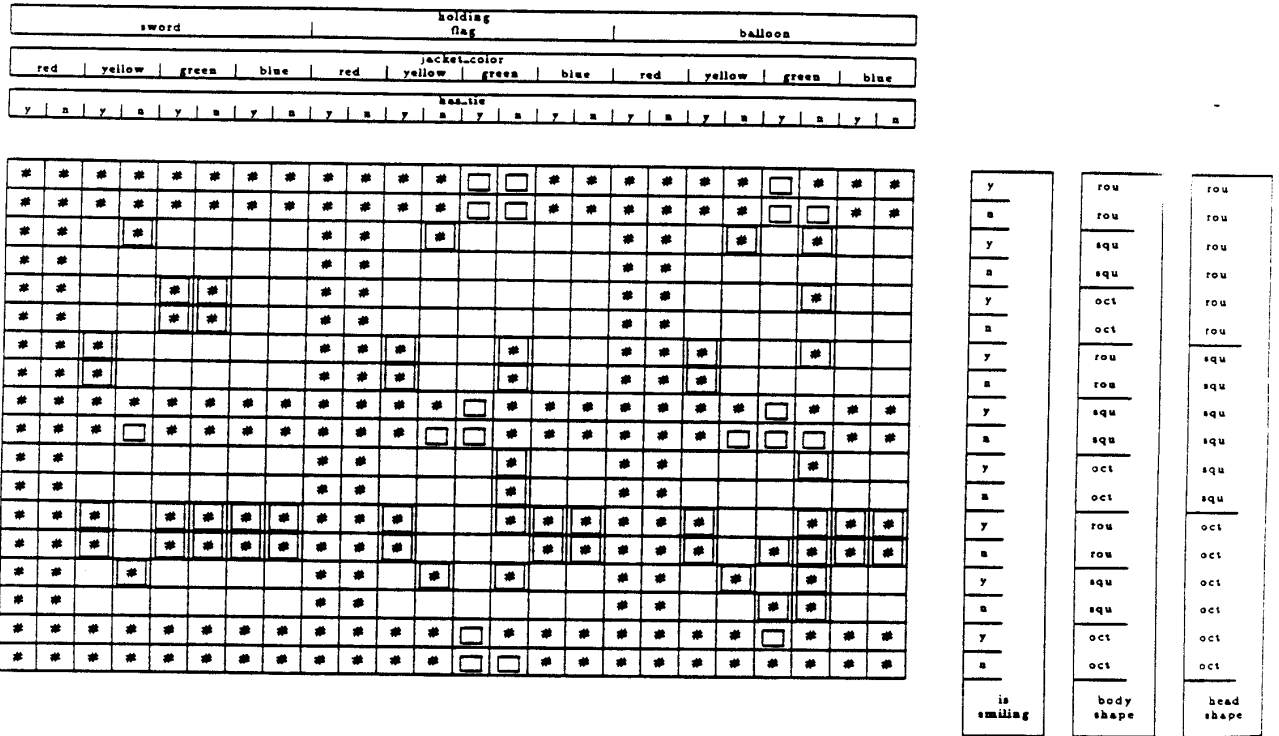 holding
sword | flag | balloon
jacket_color
red | yellow | green | blue | red | yellow | green | blue | red | yellow | green | blue
has_tie
y | n | y | n | y | n | y | n | y | n | y | n | y | n | y | n | y | n | y | n | y | n | y | n
# # # # # # # # # # # # # # # # # # # # # y rou rou
# # # # # # # # # # # # # # # # # # # # n rou rou
# # # # # # # # # # y squ rou
# # # # # # n squ rou
# # # # # # # # # y oct rou
# # # # # # # # n oct rou
# # # # # # # # # # # y rou squ
# # # # # # # # # # n rou squ
# # # # # # # # # # # # # # # # # # # # # # y squ squ
# # # # # # # # # # # # # # # # # # n squ squ
# # # # # # # # y oct squ
# # # # # # # n oct squ
# # # # # # # # # # # # # # # # # # # y rou oct
# # # # # # # # # # # # # # # # # # # n rou oct
# # # # # # # # # # # y squ oct
# # # # # # # # n squ oct
# # # # # # # # # # # # # # # # # # # # # # y oct oct
# # # # # # # # # # # # # # # # # # # # # # n oct oct
is body head
smiling shape shape